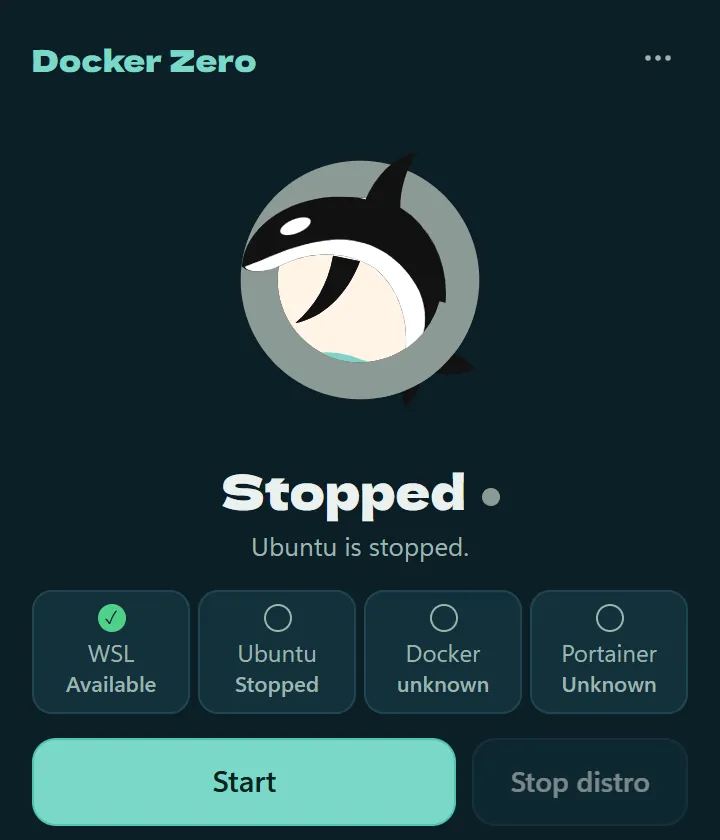 Docker Zero
Stopped
Ubuntu is stopped.
WSL
Available
Ubuntu
Stopped
Docker
unknown
Portainer
Unknown
Start
Stop distro